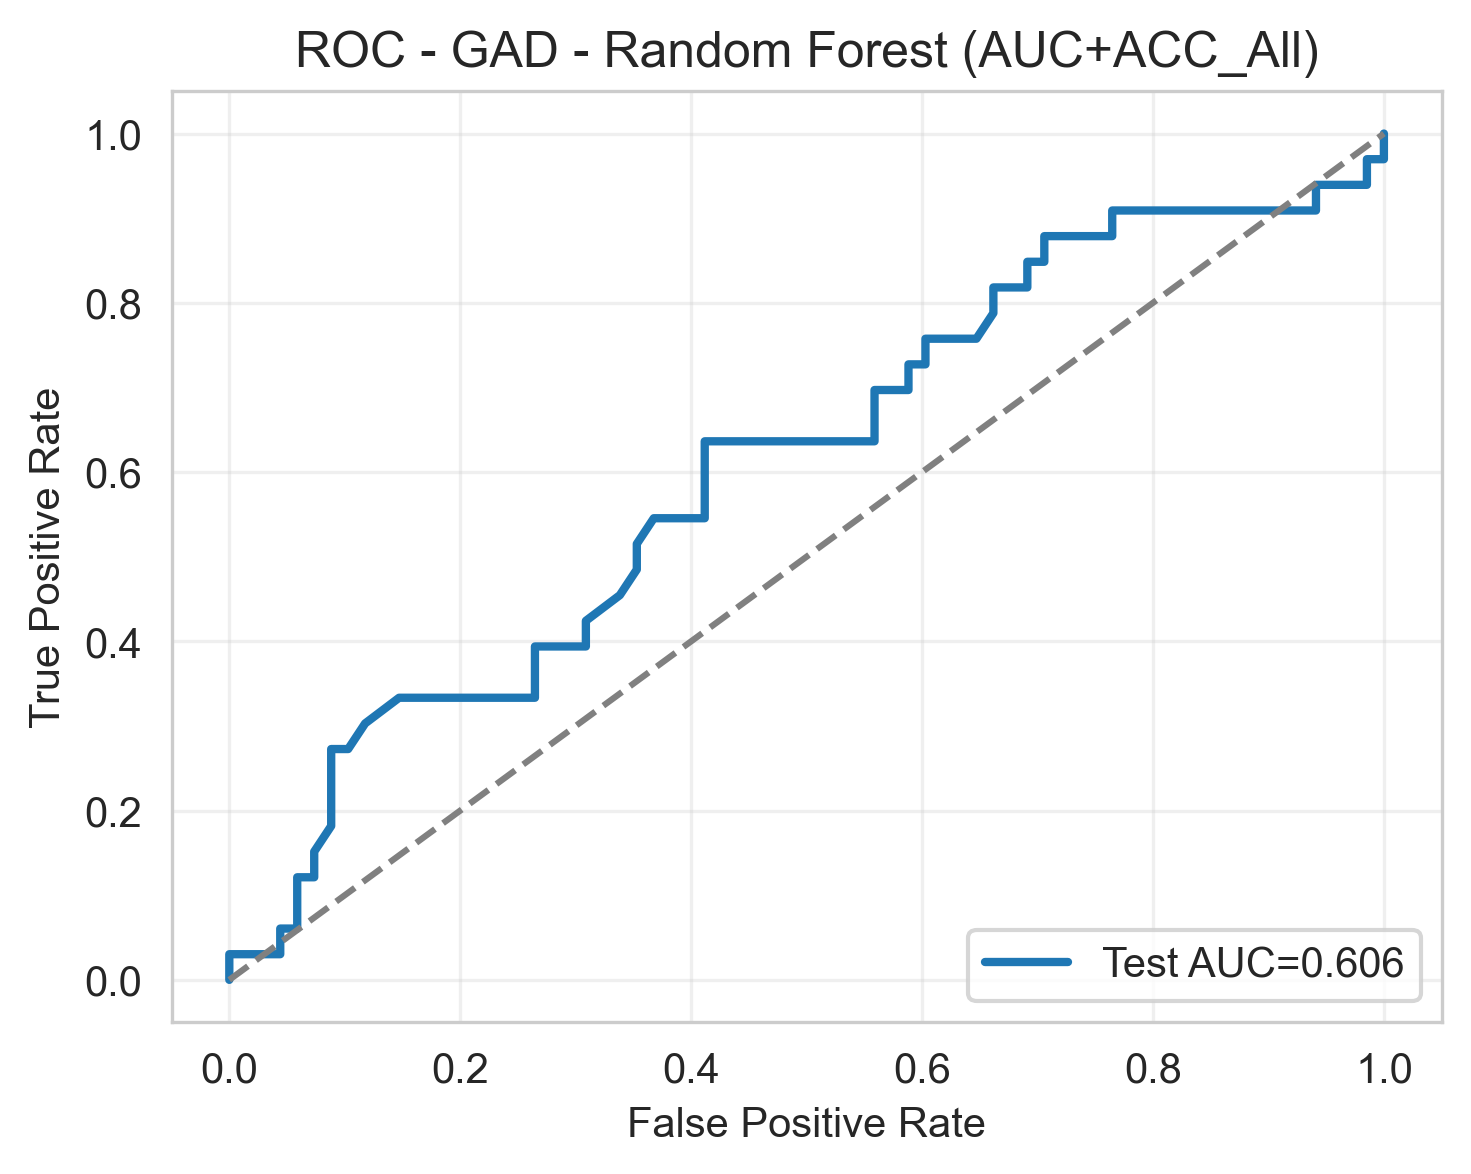 ROC - GAD - Random Forest (AUC+ACC_All)
True Positive Rate
1.0
0.8
0.6
0.4
0.2
0.0
Test AUC=0.606
0.0 0.2 0.4 0.6 0.8 1.0
False Positive Rate